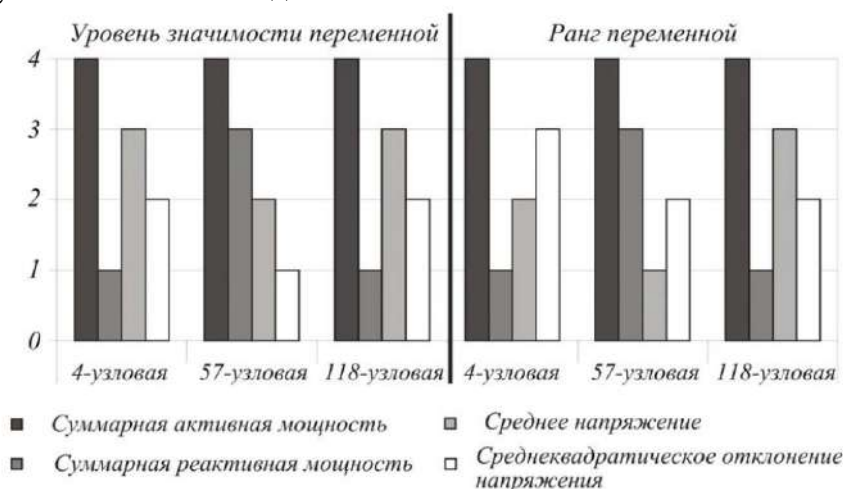 Уровень значимости переменной
Ранг переменной
4
3
2
1
0
4-узловая 57-узловая 118-узловая 4-узловая 57-узловая 118-узловая
Суммарная активная мощность
Среднее напряжение
Суммарная реактивная мощность
Среднеквадратическое отклонение
напряжения